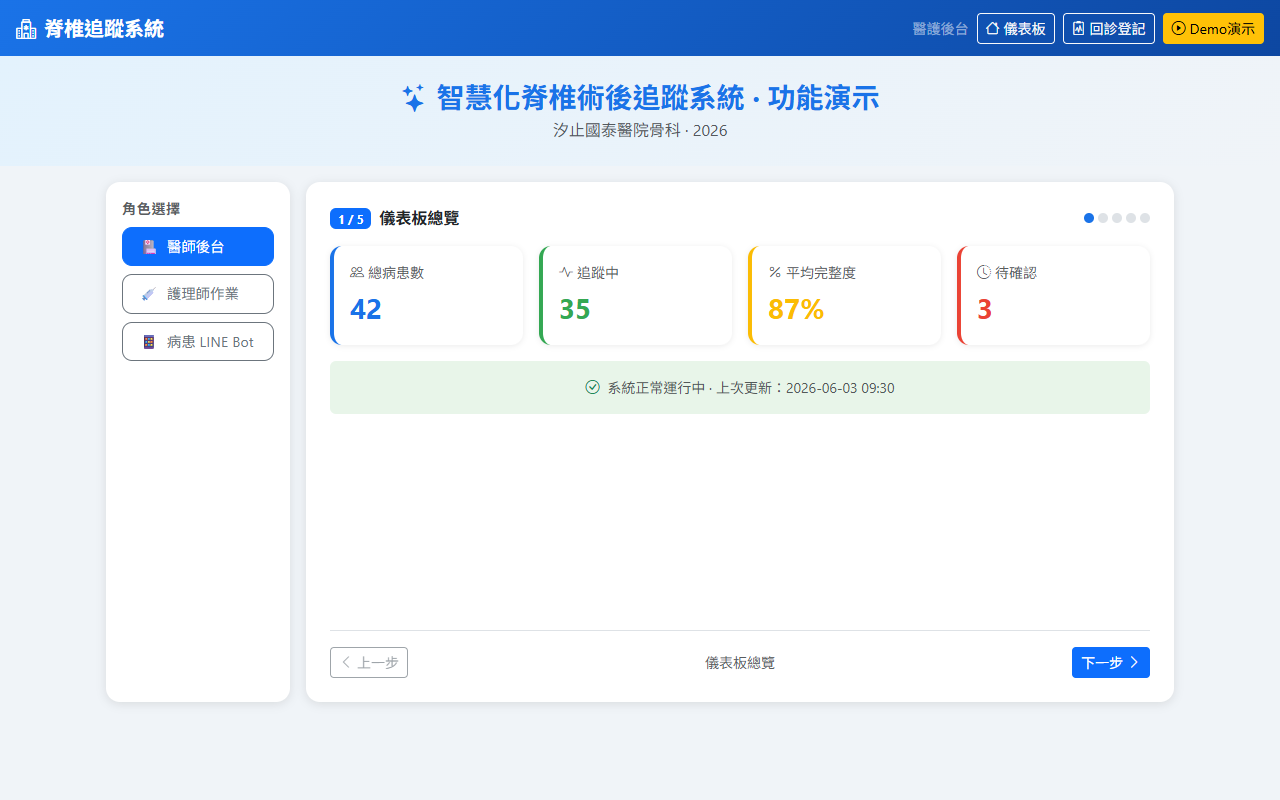 脊椎追蹤系統
醫護後台
儀表板
回診登記
Demo演示
智慧化脊椎術後追蹤系統 · 功能演示
汐止國泰醫院骨科 · 2026
角色選擇
醫師後台
護理師作業
病患 LINE Bot
1 / 5 儀表板總覽
總病患數
42
追蹤中
35
平均完整度
87%
待確認
3
系統正常運行中 · 上次更新：2026-06-03 09:30
上一步
儀表板總覽
下一步